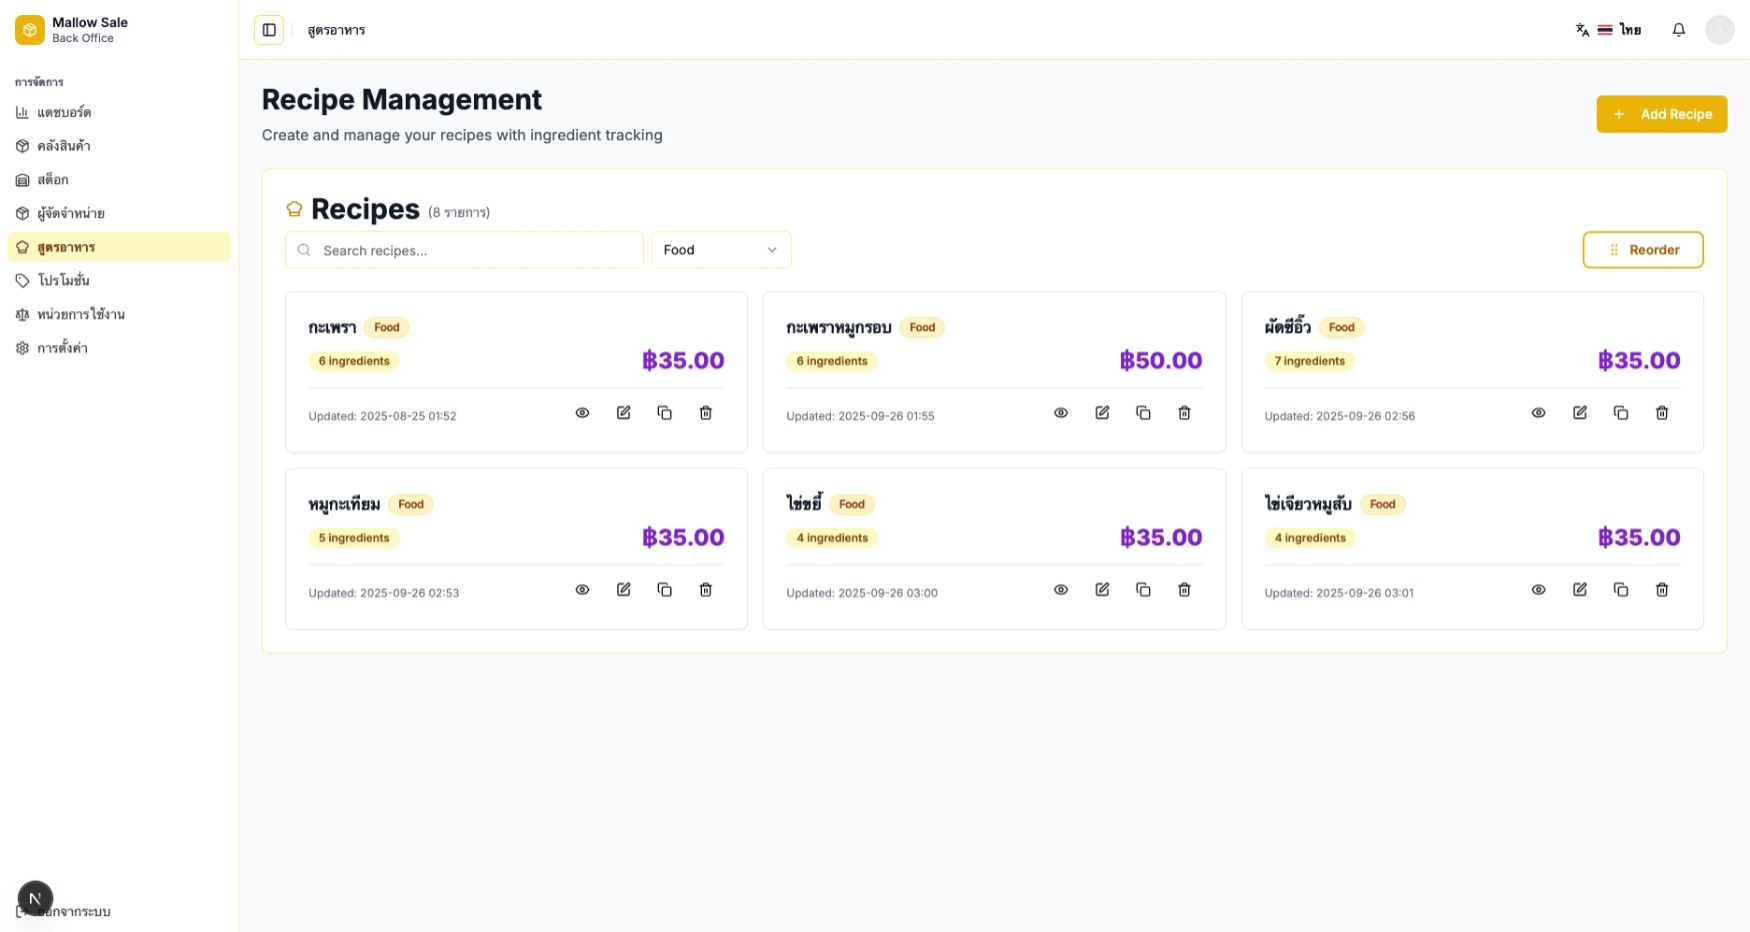 Mallow Sale
Back Office
สูตรอาหาร
ไทย
การจัดการ
แดชบอร์ด
คลังสินค้า
สต็อก
ผู้จัดจำหน่าย
สูตรอาหาร
โปรโมชั่น
หน่วยการใช้งาน
การตั้งค่า
N
ออกจากระบบ
Recipe Management
Create and manage your recipes with ingredient tracking
Add Recipe
Recipes (8 รายการ)
Search recipes...
Food
Reorder
กะเพรา Food
6 ingredients ฿35.00
Updated: 2025-08-25 01:52
กะเพราหมูกรอบ Food
6 ingredients ฿50.00
Updated: 2025-09-26 01:55
ผัดซีอิ๊ว Food
7 ingredients ฿35.00
Updated: 2025-09-26 02:56
หมูกะเทียม Food
5 ingredients ฿35.00
Updated: 2025-09-26 02:53
ไข่ขยี้ Food
4 ingredients ฿35.00
Updated: 2025-09-26 03:00
ไข่เจียวหมูสับ Food
4 ingredients ฿35.00
Updated: 2025-09-26 03:01